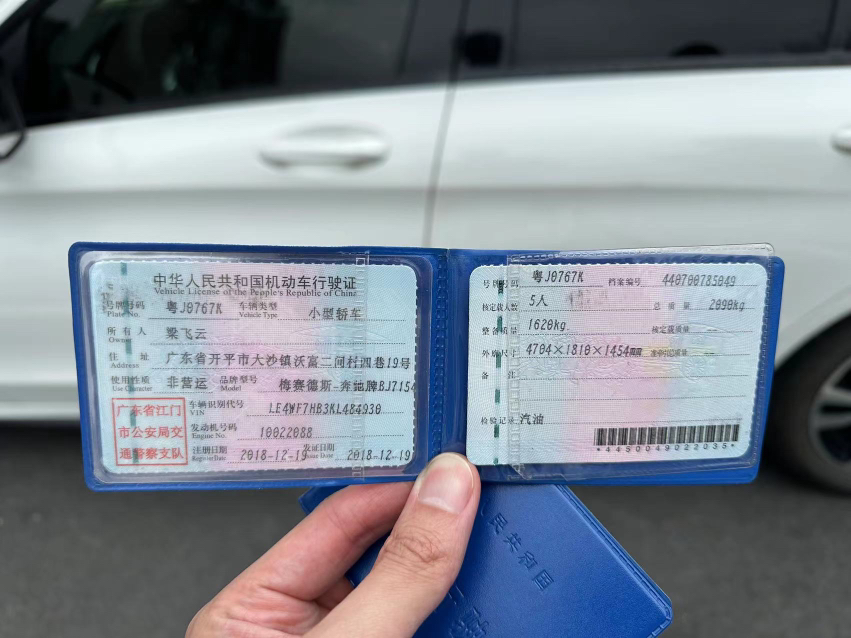 中华人民共和国机动车行驶证
Vehicle License of the People's Republic of China
号牌号码 粤J0767K 车辆类型 小型轿车
Plate No. Vehicle Type
所有人 梁飞云
Owner
住址 广东省开平市大沙镇沃富二间村四巷19号
Address
使用性质 非营运 品牌型号 梅赛德斯-奔驰牌BJ7154
Use Character Model
车辆识别代号 LE4WF7HB3KL484930
VIN
发动机号码 10022088
Engine No.
注册日期 2018-12-19 发证日期 2018-12-19
Register Date Issue Date
广东省江门
市公安局交
通警察支队
号牌号码 粤J0767K 档案编号 440700785049
核定载人数 5人 总质量 2090kg
整备质量 1620kg 核定载质量 --
外廓尺寸 4704×1810×1454
备注
检验记录 汽油
*4450049022035*
人民共和国